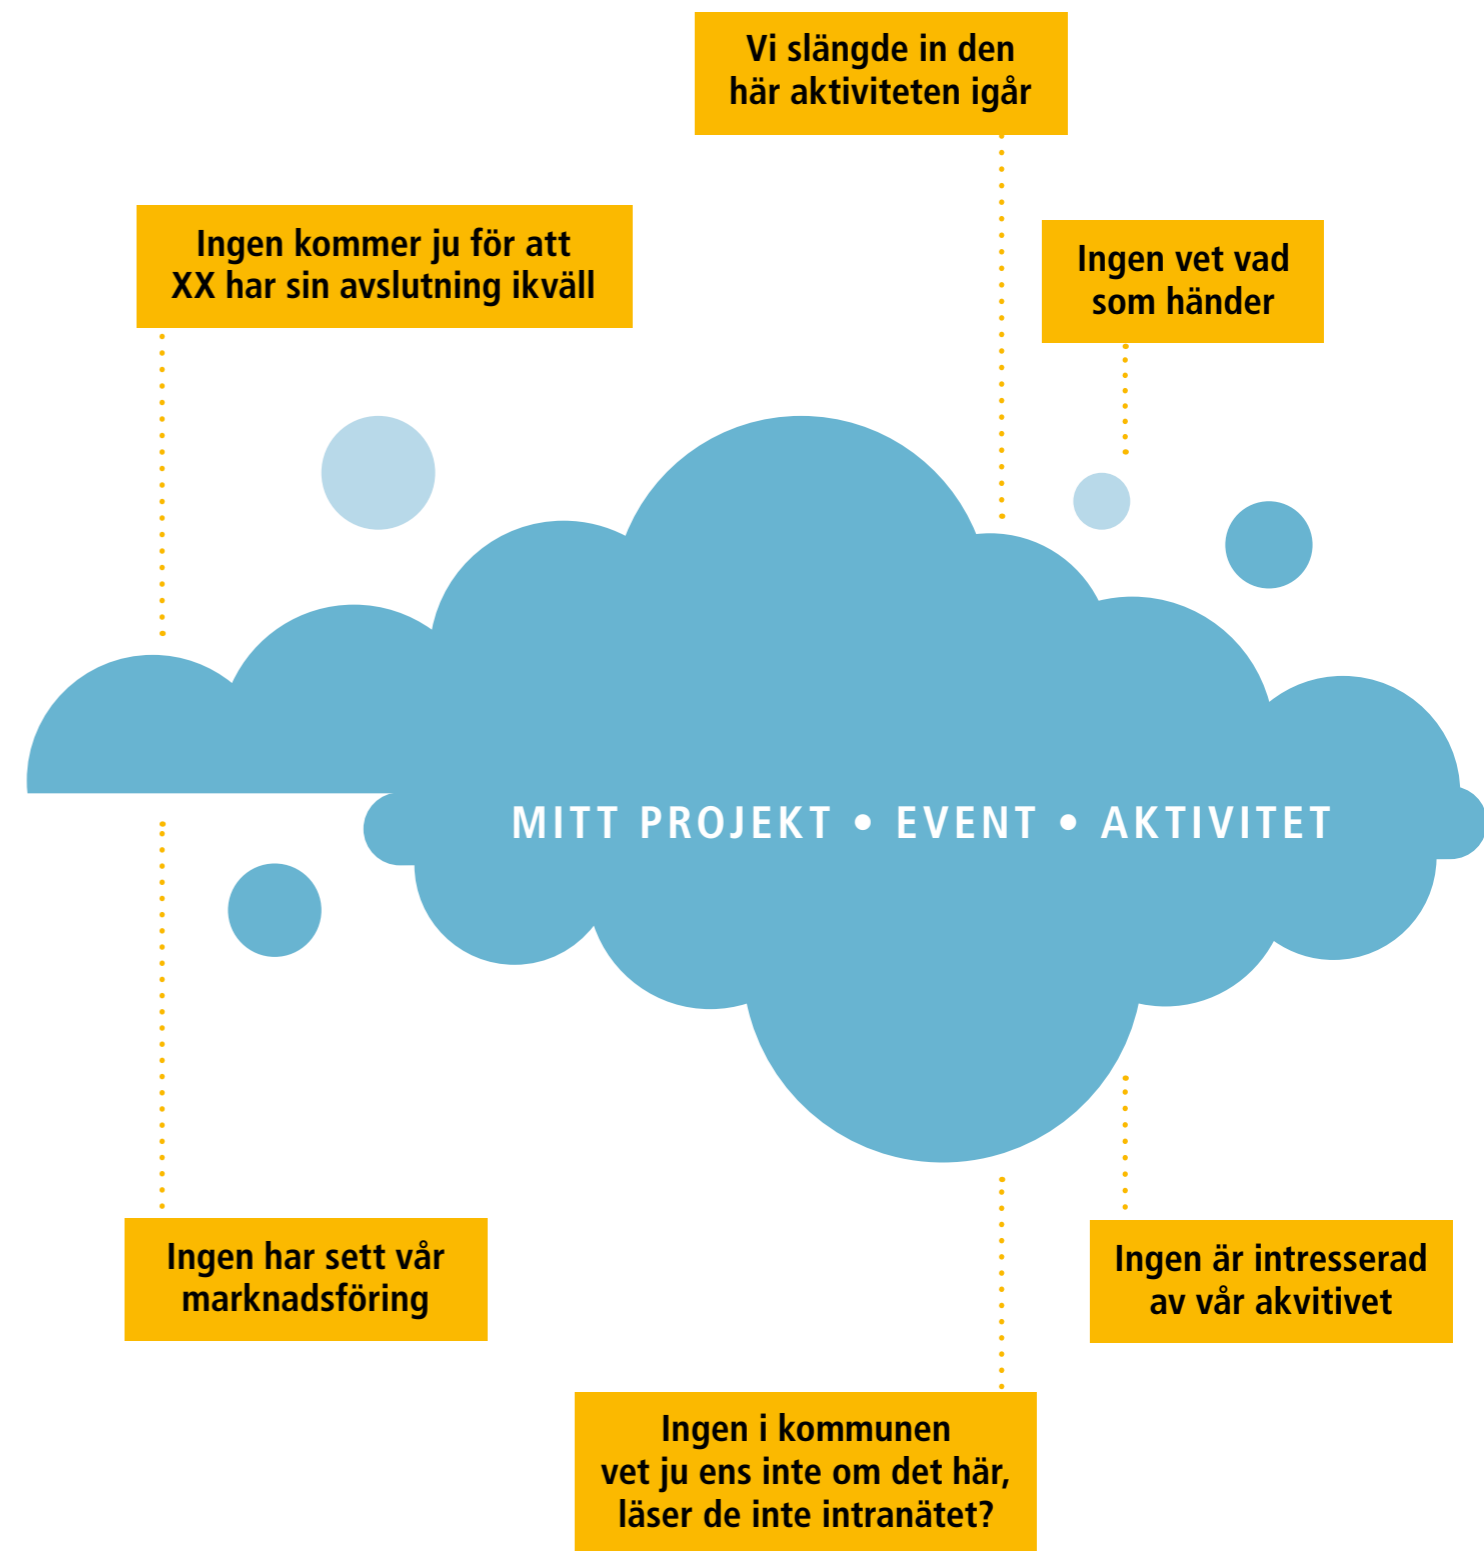 Vi slängde in den
här aktiviteten igår
Ingen kommer ju för att
XX har sin avslutning ikväll
Ingen vet vad
som händer
MITT PROJEKT • EVENT • AKTIVITET
Ingen har sett vår
marknadsföring
Ingen är intresserad
av vår akvitivet
Ingen i kommunen
vet ju ens inte om det här,
läser de inte intranätet?